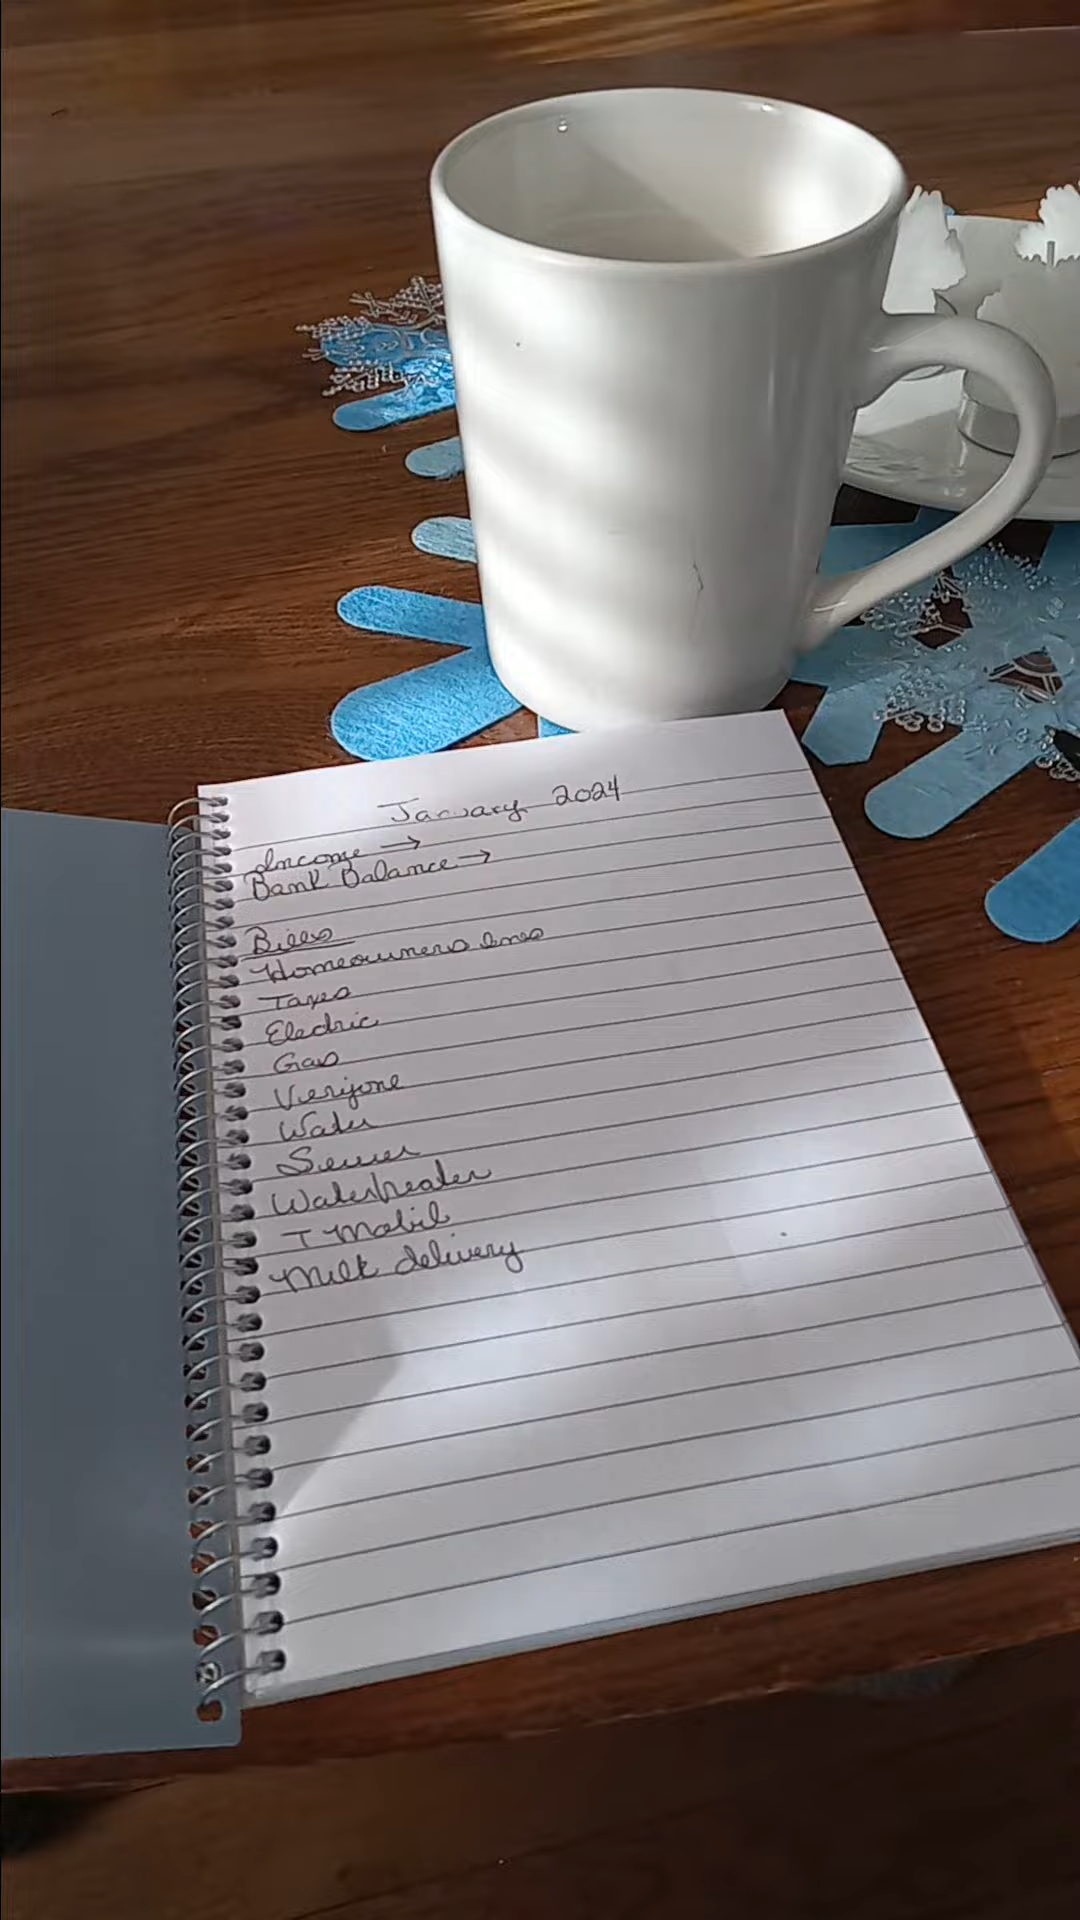 January 2024
Income →
Bank Balance →
Bills
Homeowners Ins
Taxes
Electric
Gas
Verizone
Water
Sewer
Waterheater
T Mobil
Milk delivery